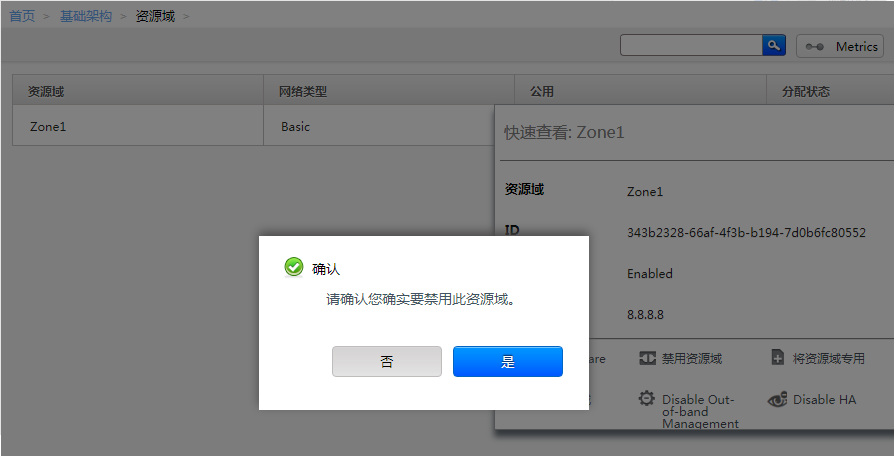 首页 > 基础架构 > 资源域 >
Metrics
资源域 网络类型 公用 分配状态
Zone1 Basic
快速查看: Zone1
资源域 Zone1
ID 343b2328-66af-4f3b-b194-7d0b6fc80552
Enabled
8.8.8.8
确认
请确认您确实要禁用此资源域。
否 是
are 禁用资源域 将资源域专用
Disable Out-
of-band
Management
Disable HA